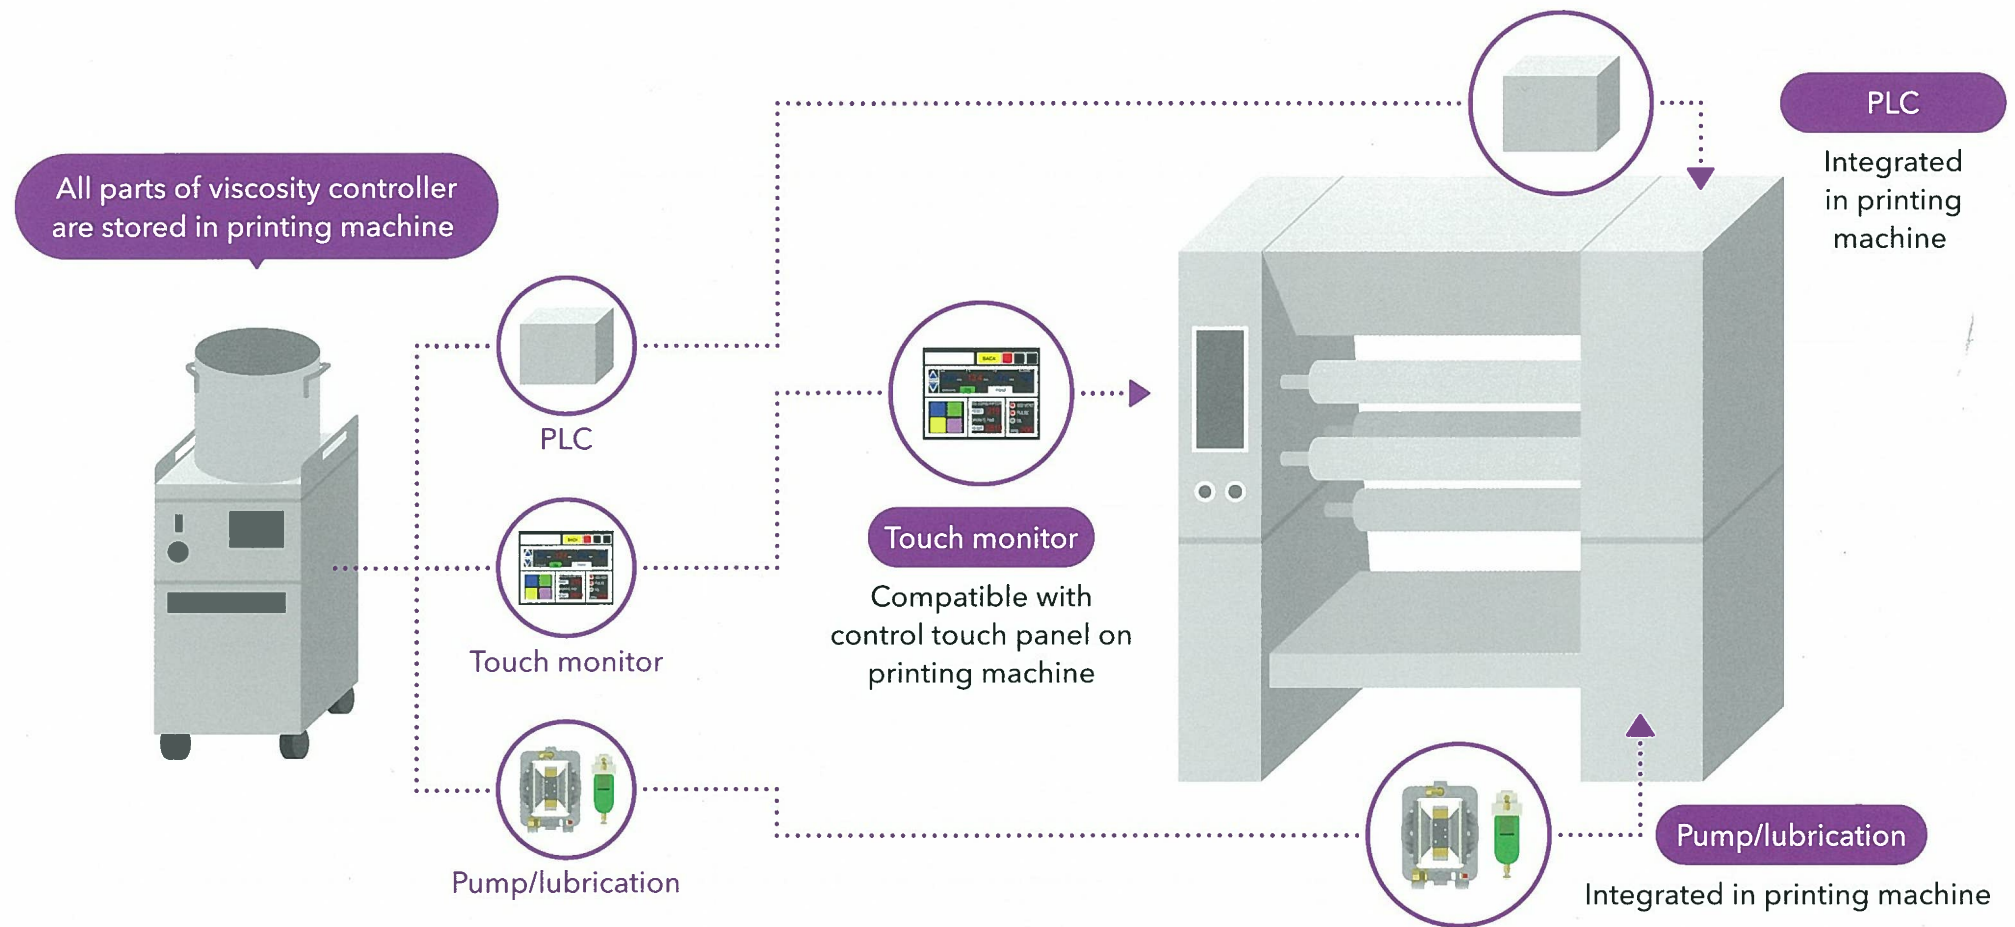 All parts of viscosity controller
are stored in printing machine
PLC
Touch monitor
Pump/lubrication
BACK
Touch monitor
Compatible with
control touch panel on
printing machine
PLC
Integrated
in printing
machine
Pump/lubrication
Integrated in printing machine